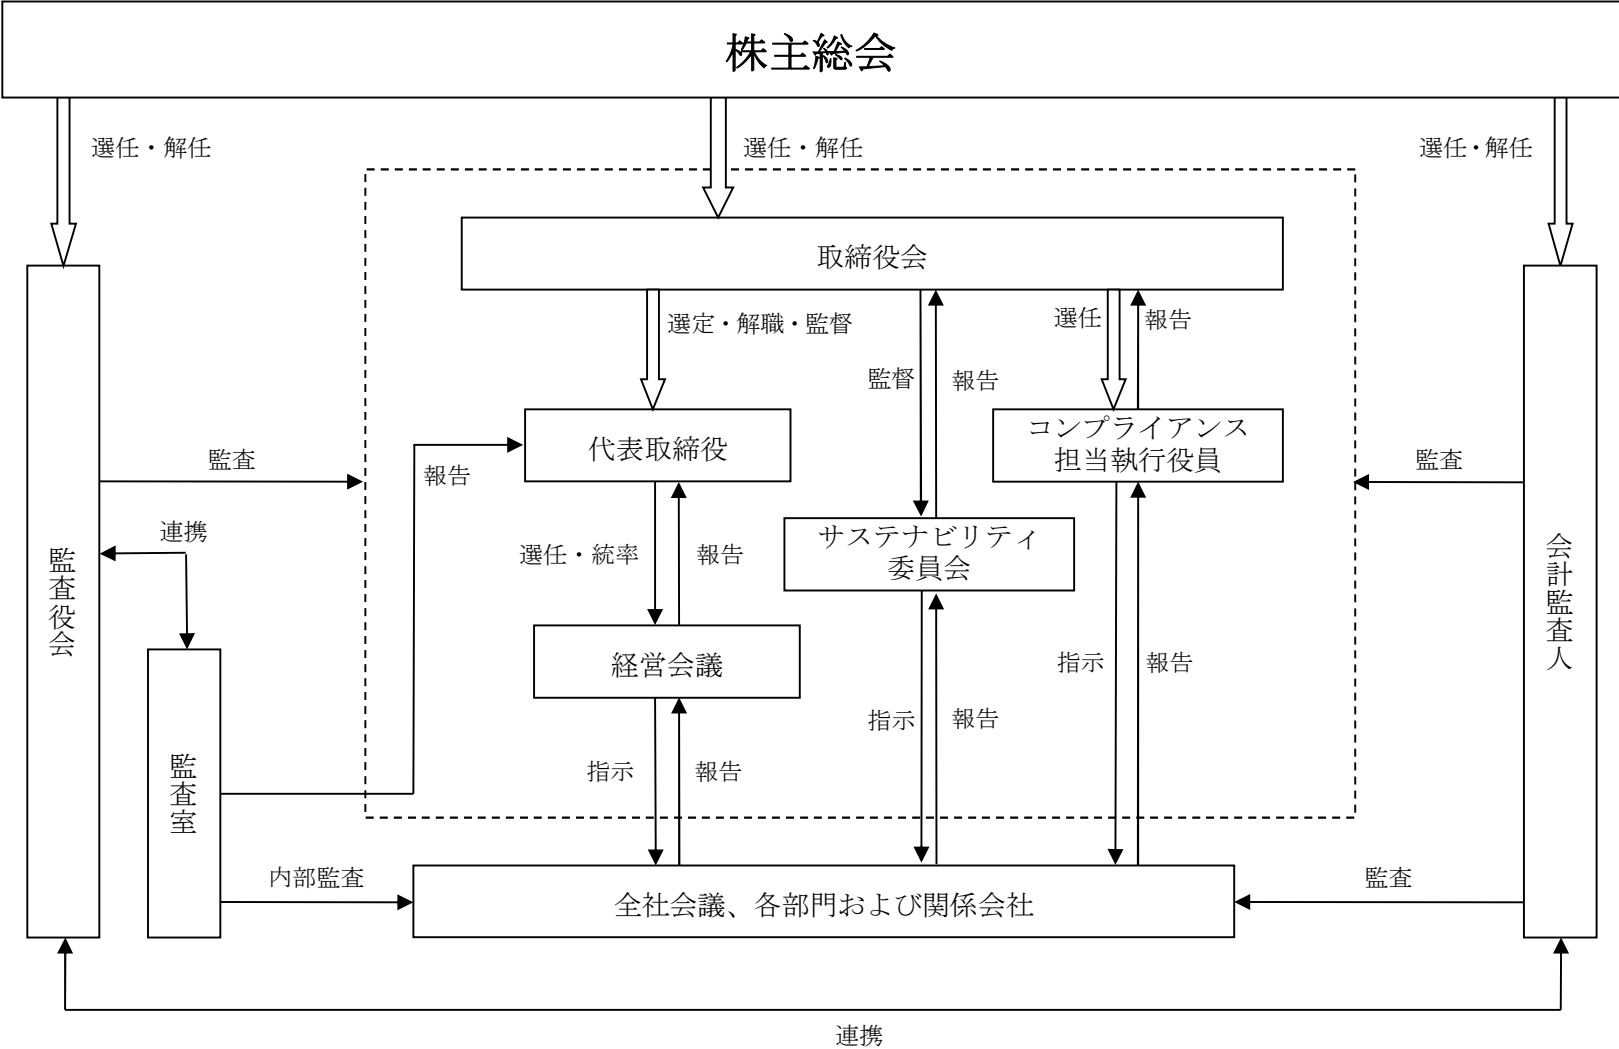 株主総会
選任・解任
選任・解任
選任・解任
取締役会
選定・解職・監督
選任
報告
監督
報告
代表取締役
コンプライアンス
担当執行役員
監査
報告
監査
連携
サステナビリティ
委員会
選任・統率
報告
監査役会
会計監査人
経営会議
指示
報告
指示
報告
監査室
指示
報告
内部監査
監査
全社会議、各部門および関係会社
連携